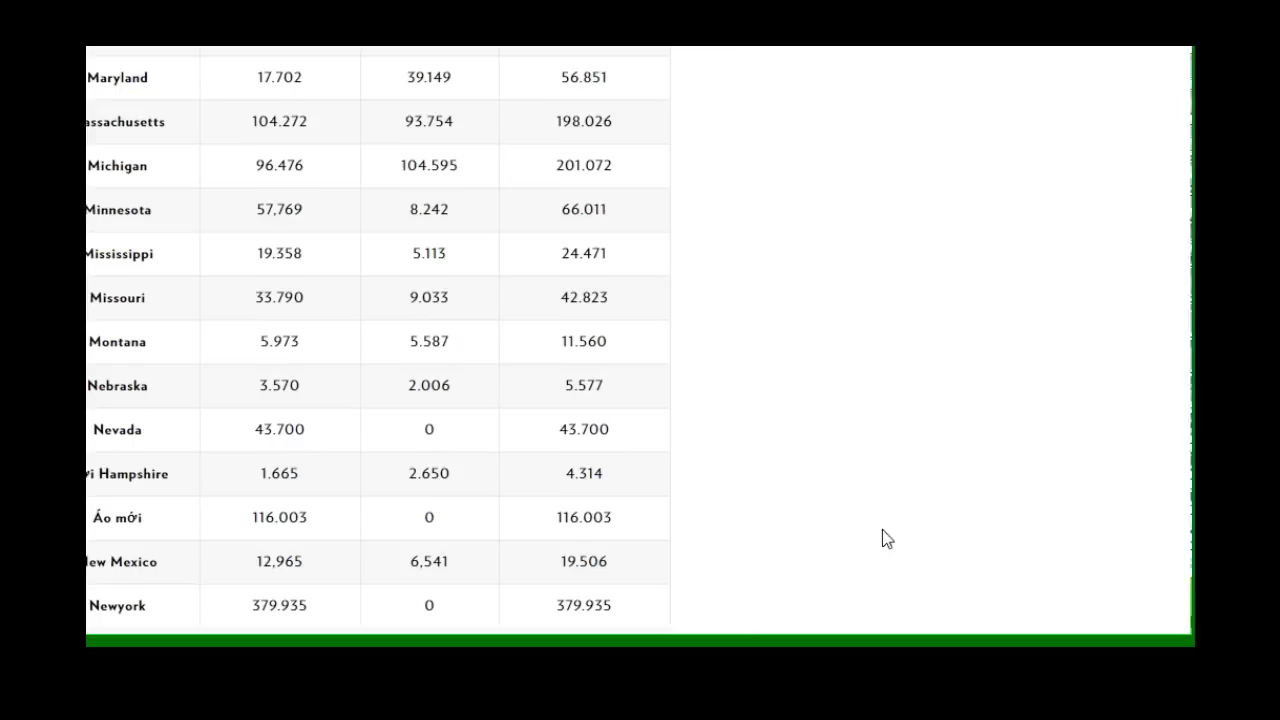 Maryland 17.702 39.149 56.851
assachusetts 104.272 93.754 198.026
Michigan 96.476 104.595 201.072
Minnesota 57,769 8.242 66.011
Mississippi 19.358 5.113 24.471
Missouri 33.790 9.033 42.823
Montana 5.973 5.587 11.560
Nebraska 3.570 2.006 5.577
Nevada 43.700 0 43.700
Hampshire 1.665 2.650 4.314
Áo mới 116.003 0 116.003
ew Mexico 12,965 6,541 19.506
Newyork 379.935 0 379.935